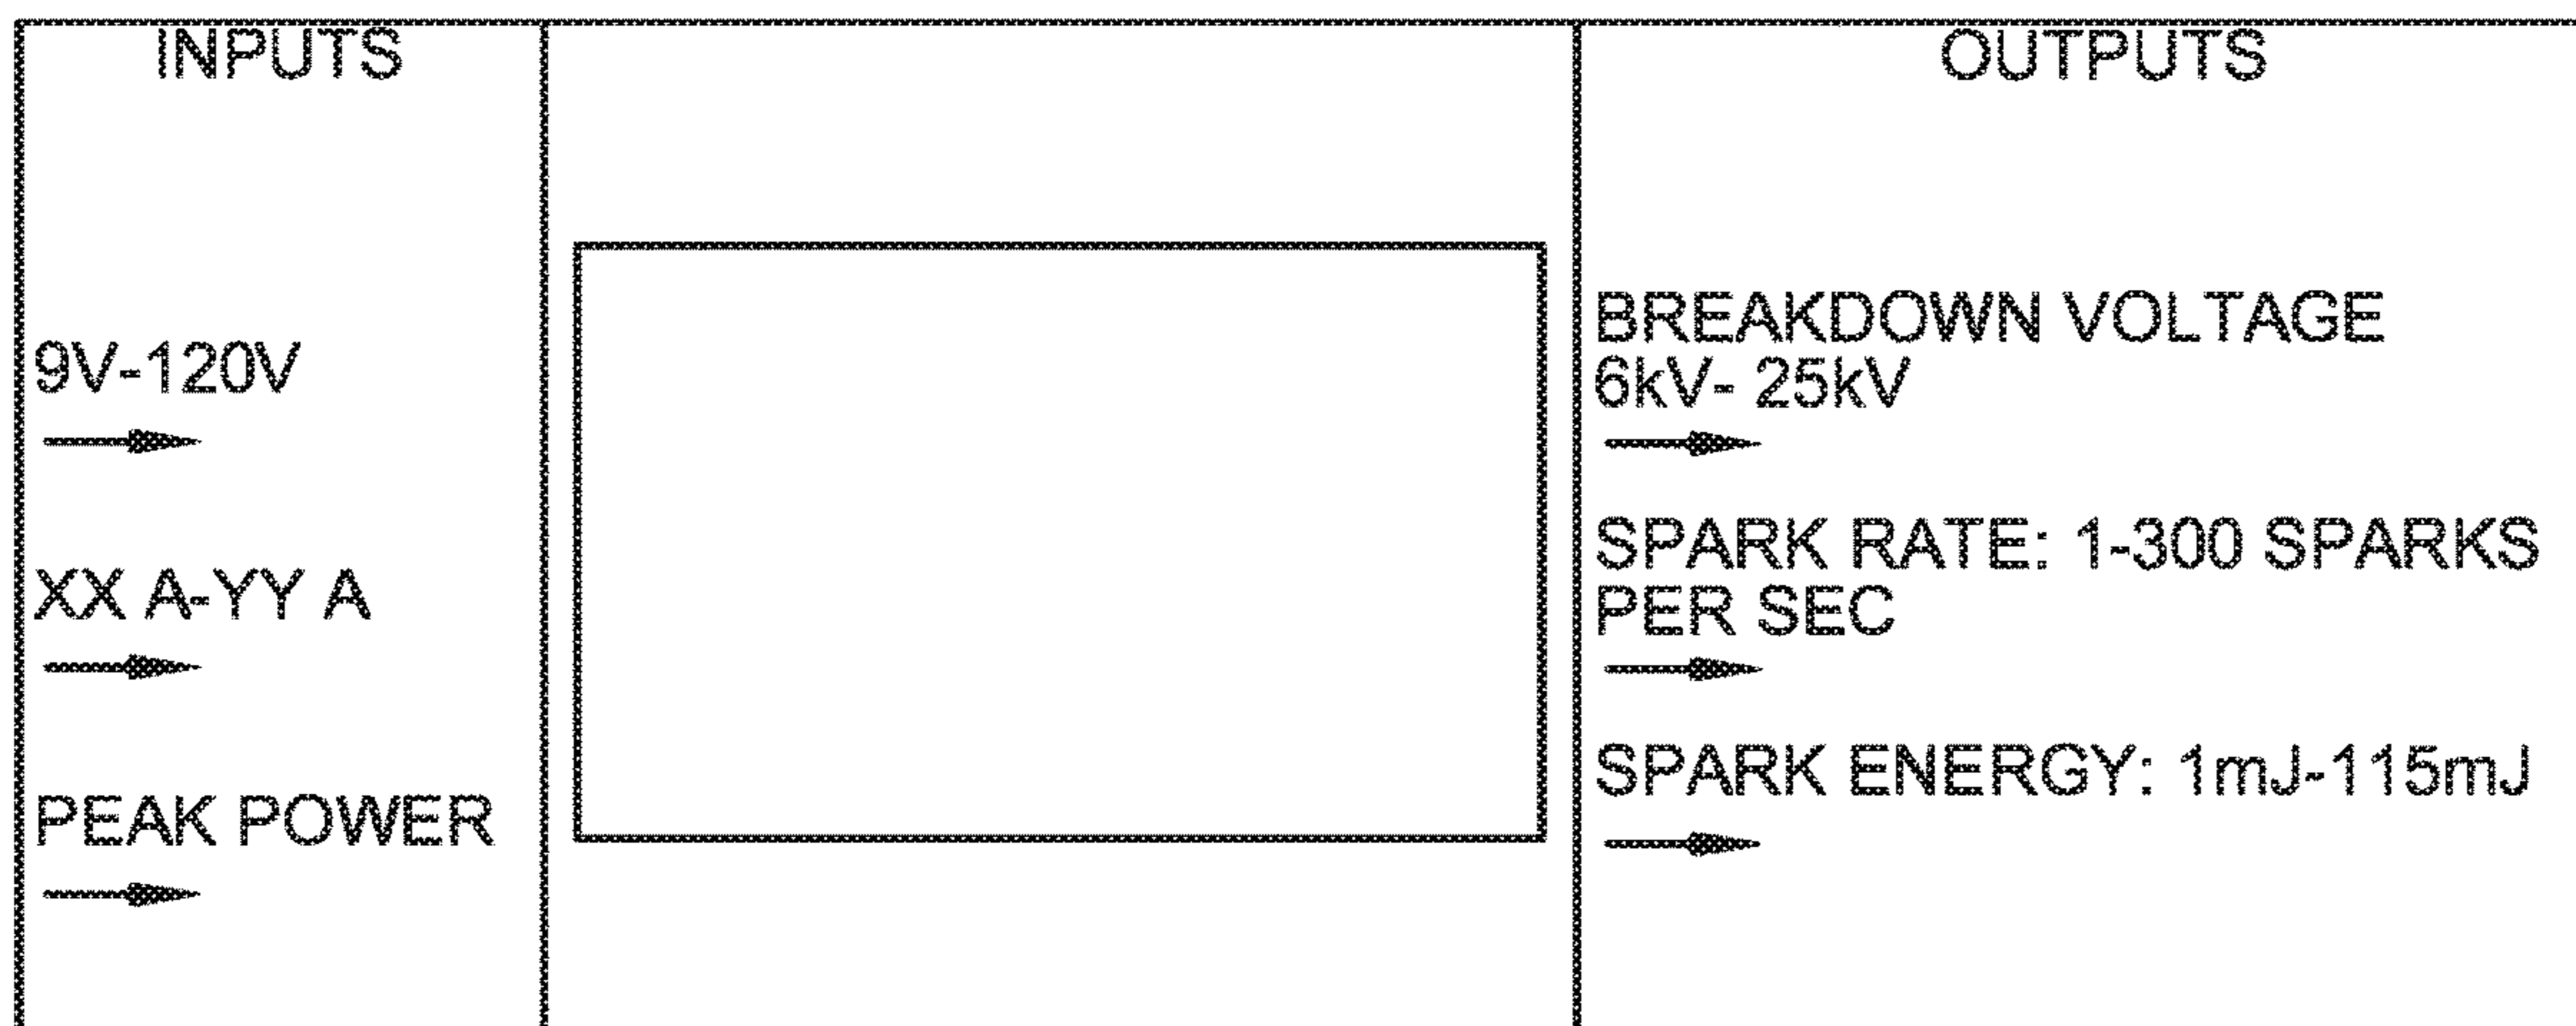 INPUTS
9V-120V
XX A-YY A
PEAK POWER
OUTPUTS
BREAKDOWN VOLTAGE
6kV- 25kV
SPARK RATE: 1-300 SPARKS
PER SEC
SPARK ENERGY: 1mJ-115mJ